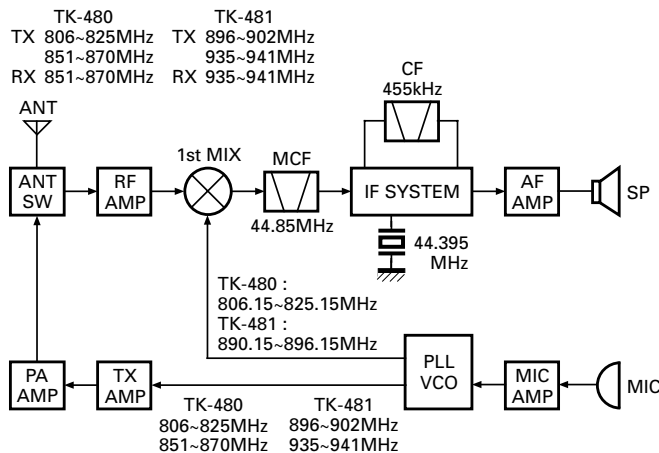 TK-480 TK-481
TX 806~825MHz TX 896~902MHz
851~870MHz 935~941MHz
RX 851~870MHz RX 935~941MHz
CF
455kHz
ANT
1st MIX
MCF
ANT SW
RF AMP
IF SYSTEM
AF AMP
SP
44.85MHz
44.395
MHz
TK-480 :
806.15~825.15MHz
TK-481 :
890.15~896.15MHz
PA AMP
TX AMP
PLL
VCO
MIC AMP
MIC
TK-480 TK-481
806~825MHz 896~902MHz
851~870MHz 935~941MHz